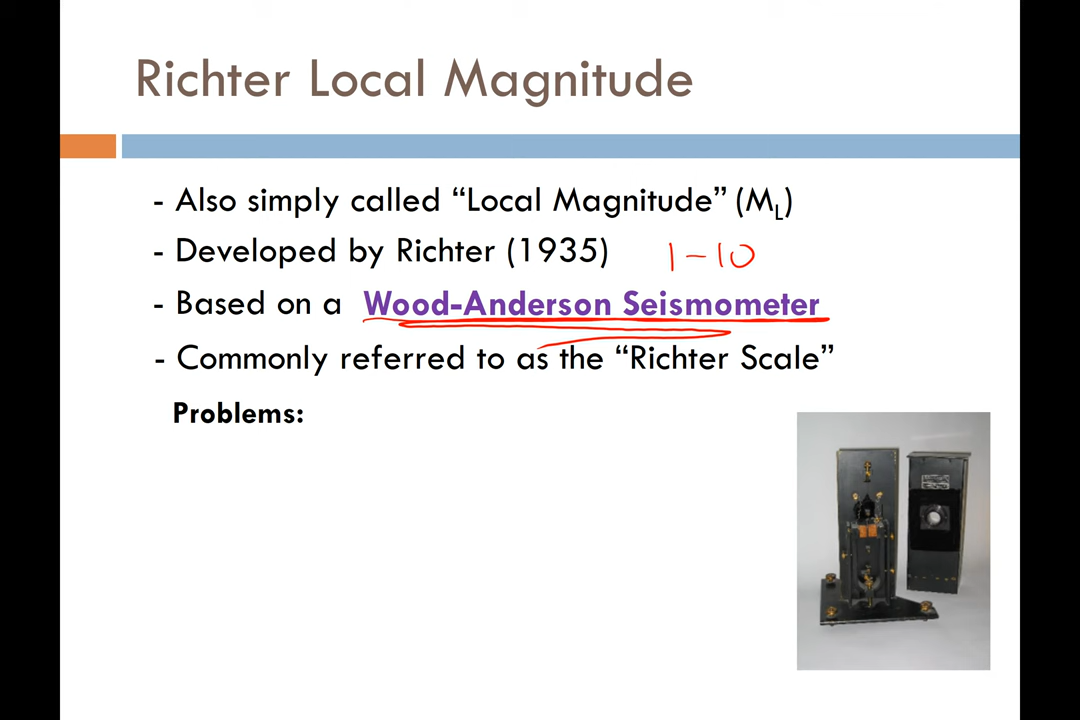 Richter Local Magnitude
- Also simply called “Local Magnitude” (ML)
- Developed by Richter (1935) 1-10
- Based on a Wood-Anderson Seismometer
- Commonly referred to as the “Richter Scale”
Problems: